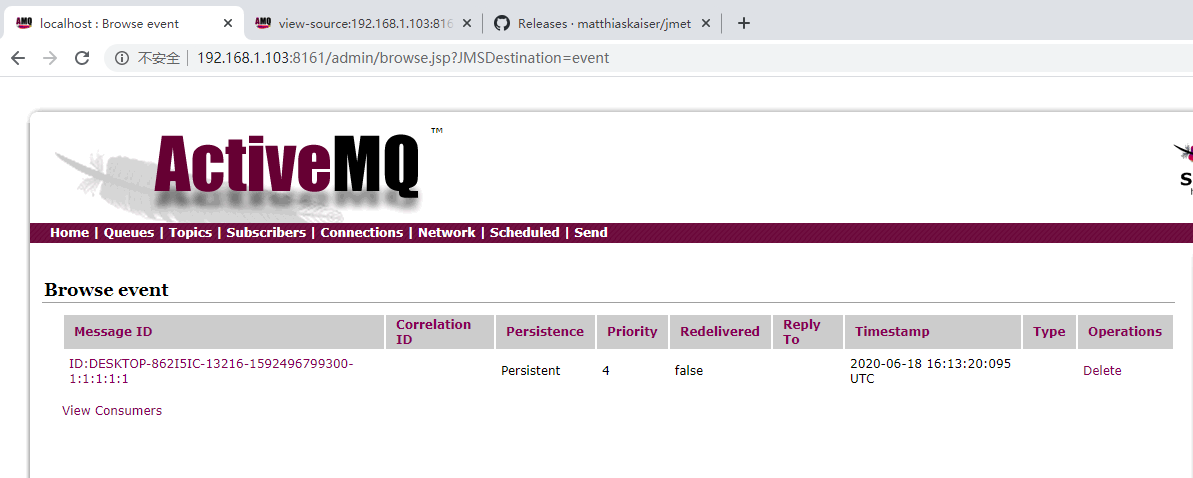 localhost : Browse event
view-source:192.168.1.103:816
Releases · matthiaskaiser/jmet
不安全
192.168.1.103:8161/admin/browse.jsp?JMSDestination=event
ActiveMQ
™
S
Home | Queues | Topics | Subscribers | Connections | Network | Scheduled | Send
Browse event
Message ID
Correlation
ID
Persistence
Priority
Redelivered
Reply
To
Timestamp
Type
Operations
ID:DESKTOP-862I5IC-13216-1592496799300-
1:1:1:1:1
Persistent
4
false
2020-06-18 16:13:20:095
UTC
Delete
View Consumers